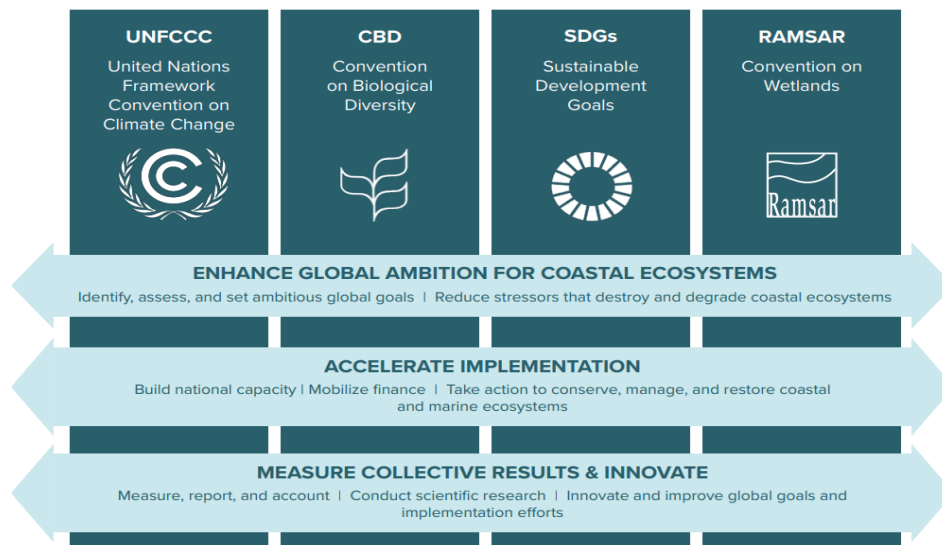 UNFCCC
United Nations
Framework
Convention on
Climate Change
CBD
Convention
on Biological
Diversity
SDGs
Sustainable
Development
Goals
RAMSAR
Convention on
Wetlands
Ramsar
ENHANCE GLOBAL AMBITION FOR COASTAL ECOSYSTEMS
Identify, assess, and set ambitious global goals | Reduce stressors that destroy and degrade coastal ecosystems
ACCELERATE IMPLEMENTATION
Build national capacity | Mobilize finance | Take action to conserve, manage, and restore coastal
and marine ecosystems
MEASURE COLLECTIVE RESULTS & INNOVATE
Measure, report, and account | Conduct scientific research | Innovate and improve global goals and
implementation efforts